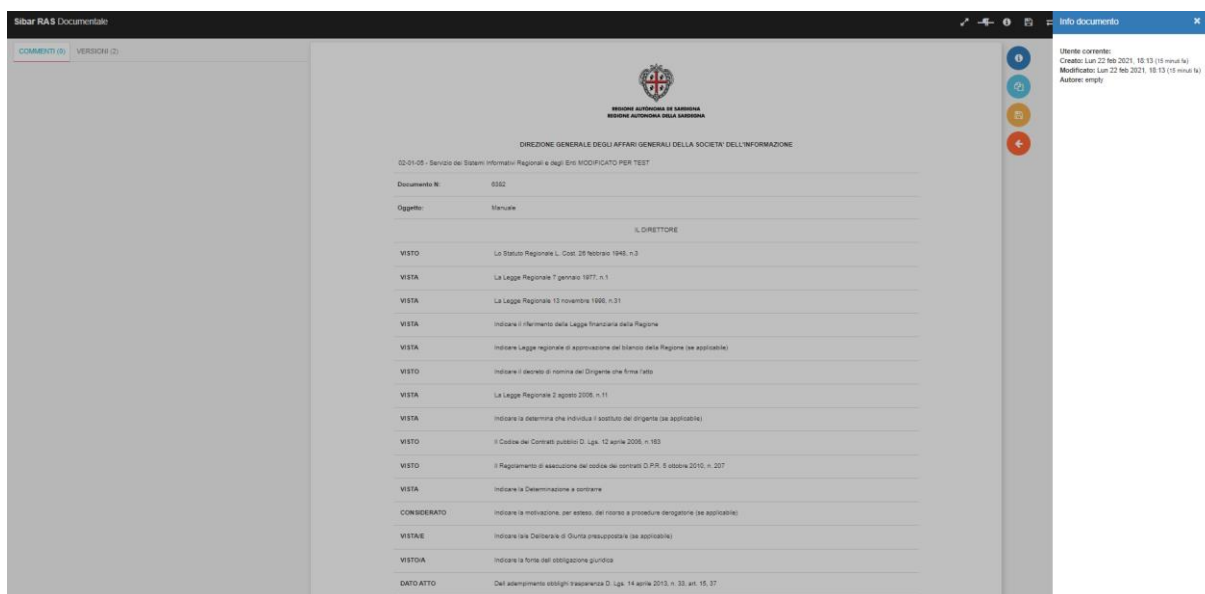 Sibar RAS Documentale
Info documento
COMMENTI (0) VERSIONI (2)
Utente corrente:
Creato: Lun 22 feb 2021, 18:13 (15 minuti fa)
Modificato: Lun 22 feb 2021, 18:13 (15 minuti fa)
Autore: empty
REGIONE AUTÒNOMA DE SARDIGNA
REGIONE AUTONOMA DELLA SARDEGNA
DIREZIONE GENERALE DEGLI AFFARI GENERALI DELLA SOCIETA' DELL'INFORMAZIONE
02-01-05 - Servizio dei Sistemi Informativi Regionali e degli Enti MODIFICATO PER TEST
Documento N:
Oggetto: Manuale
IL DIRETTORE
VISTO Lo Statuto Regionale L. Cost. 26 febbraio 1948, n.3
VISTA La Legge Regionale 7 gennaio 1977, n.1
VISTA La Legge Regionale 13 novembre 1998, n.31
VISTA Indicare il riferimento della Legge finanziaria della Regione
VISTA Indicare Legge regionale di approvazione del bilancio della Regione (se applicabile)
VISTO Indicare il decreto di nomina del Dirigente che firma l'atto
VISTA La Legge Regionale 2 agosto 2006, n.11
VISTA Indicare la determina che individua il sostituto del dirigente (se applicabile)
VISTO Il Codice dei Contratti pubblici D. Lgs. 12 aprile 2006, n.163
VISTO Il Regolamento di esecuzione del codice dei contratti D.P.R. 5 ottobre 2010, n. 207
VISTA Indicare la Determinazione a contrarre
CONSIDERATO Indicare la motivazione, per esteso, del ricorso a procedure derogatorie (se applicabile)
VISTA/E Indicare la/e Delibera/e di Giunta presupposta/e (se applicabile)
VISTO/A Indicare la fonte dell obbligazione giuridica
DATO ATTO Dell adempimento obblighi trasparenza D. Lgs. 14 aprile 2013, n. 33, art. 15, 37